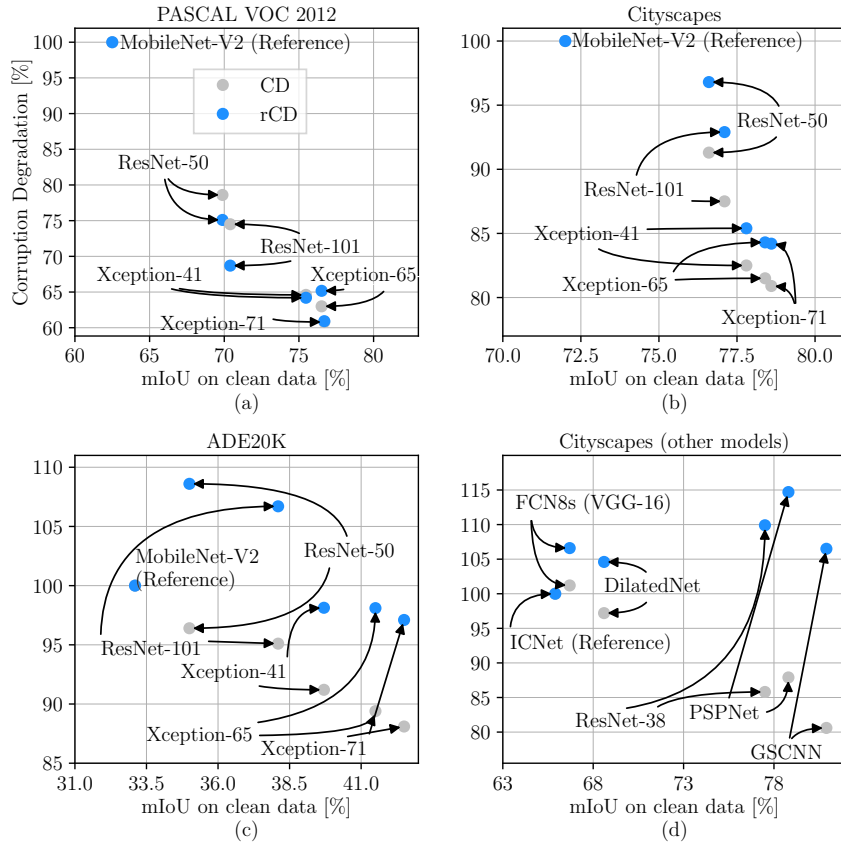 PASCAL VOC 2012
Corruption Degradation [%]
100
95
90
85
80
75
70
65
60
MobileNet-V2 (Reference)
CD
rCD
ResNet-50
ResNet-101
Xception-41
Xception-65
Xception-71
60
65
70
75
80
mIoU on clean data [%]
(a)
Cityscapes
100
95
90
85
80
MobileNet-V2 (Reference)
ResNet-50
ResNet-101
Xception-41
Xception-65
Xception-71
70.0
72.5
75.0
77.5
80.0
mIoU on clean data [%]
(b)
ADE20K
110
105
100
95
90
85
MobileNet-V2
(Reference)
ResNet-50
ResNet-101
Xception-41
Xception-65
Xception-71
31.0
33.5
36.0
38.5
41.0
mIoU on clean data [%]
(c)
Cityscapes (other models)
120
115
110
105
100
95
90
85
80
FCN8s (VGG-16)
DilatedNet
ICNet (Reference)
ResNet-38
PSPNet
GSCNN
63
68
73
78
mIoU on clean data [%]
(d)